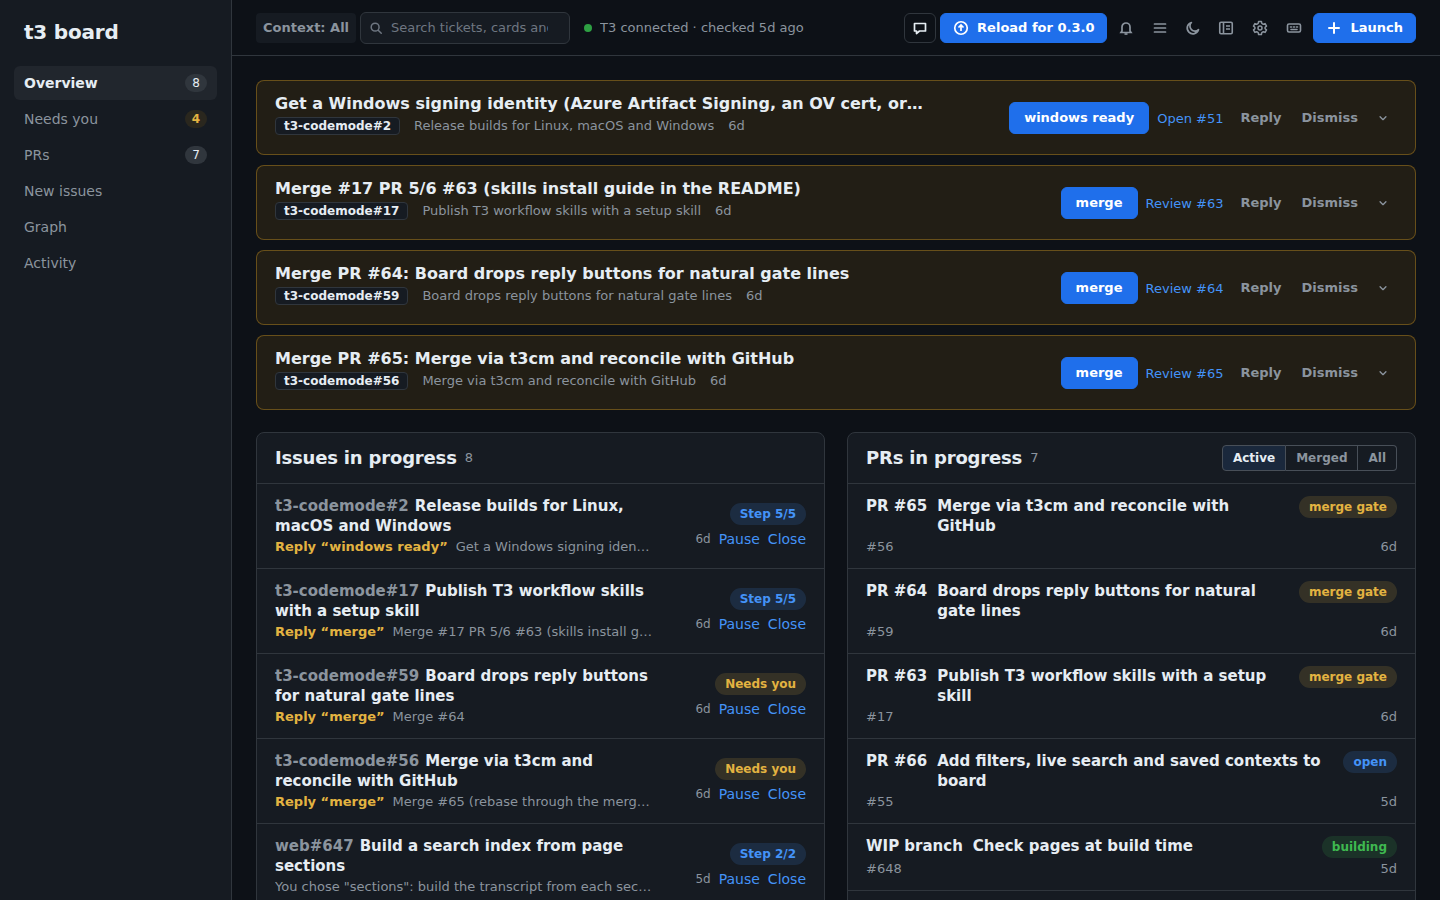 t3 board
Overview 8
Needs you 4
PRs 7
New issues
Graph
Activity
Context: All
Search tickets, cards an
T3 connected · checked 5d ago
Reload for 0.3.0
Launch
Get a Windows signing identity (Azure Artifact Signing, an OV cert, or…
t3-codemode#2 Release builds for Linux, macOS and Windows 6d
windows ready Open #51 Reply Dismiss
Merge #17 PR 5/6 #63 (skills install guide in the README)
t3-codemode#17 Publish T3 workflow skills with a setup skill 6d
merge Review #63 Reply Dismiss
Merge PR #64: Board drops reply buttons for natural gate lines
t3-codemode#59 Board drops reply buttons for natural gate lines 6d
merge Review #64 Reply Dismiss
Merge PR #65: Merge via t3cm and reconcile with GitHub
t3-codemode#56 Merge via t3cm and reconcile with GitHub 6d
merge Review #65 Reply Dismiss
Issues in progress 8
t3-codemode#2 Release builds for Linux,
macOS and Windows
Reply “windows ready” Get a Windows signing iden…
Step 5/5
6d Pause Close
t3-codemode#17 Publish T3 workflow skills
with a setup skill
Reply “merge” Merge #17 PR 5/6 #63 (skills install g…
Step 5/5
6d Pause Close
t3-codemode#59 Board drops reply buttons
for natural gate lines
Reply “merge” Merge #64
Needs you
6d Pause Close
t3-codemode#56 Merge via t3cm and
reconcile with GitHub
Reply “merge” Merge #65 (rebase through the merg…
Needs you
6d Pause Close
web#647 Build a search index from page
sections
You chose "sections": build the transcript from each sec…
Step 2/2
5d Pause Close
PRs in progress 7
Active Merged All
PR #65 Merge via t3cm and reconcile with
GitHub
merge gate
#56 6d
PR #64 Board drops reply buttons for natural
gate lines
merge gate
#59 6d
PR #63 Publish T3 workflow skills with a setup
skill
merge gate
#17 6d
PR #66 Add filters, live search and saved contexts to
board
open
#55 5d
WIP branch Check pages at build time
building
#648 5d